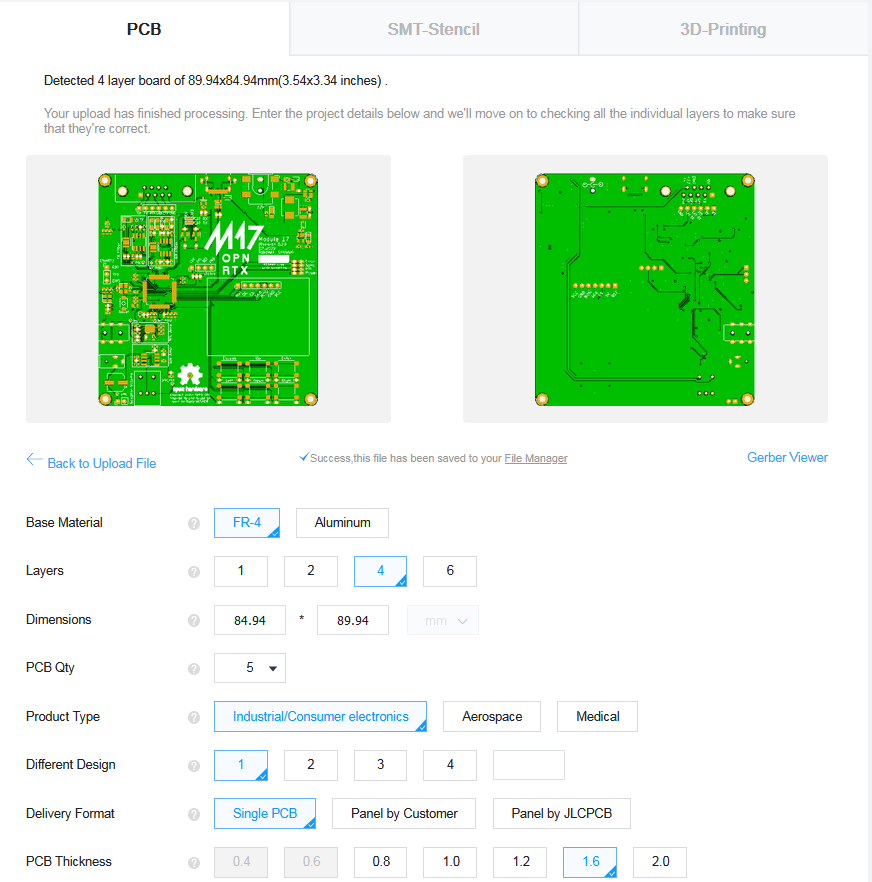 PCB
SMT-Stencil
3D-Printing
Detected 4 layer board of 89.94x84.94mm(3.54x3.34 inches) .
Your upload has finished processing. Enter the project details below and we'll move on to checking all the individual layers to make sure
that they're correct.
M17
Module 17
OPN
RTX
open hardware
Back to Upload File
Success,this file has been saved to your File Manager
Gerber Viewer
Base Material ? FR-4 Aluminum
Layers ? 1 2 4 6
Dimensions ? 84.94 * 89.94 mm
PCB Qty ? 5
Product Type ? Industrial/Consumer electronics Aerospace Medical
Different Design ? 1 2 3 4
Delivery Format ? Single PCB Panel by Customer Panel by JLCPCB
PCB Thickness ? 0.4 0.6 0.8 1.0 1.2 1.6 2.0